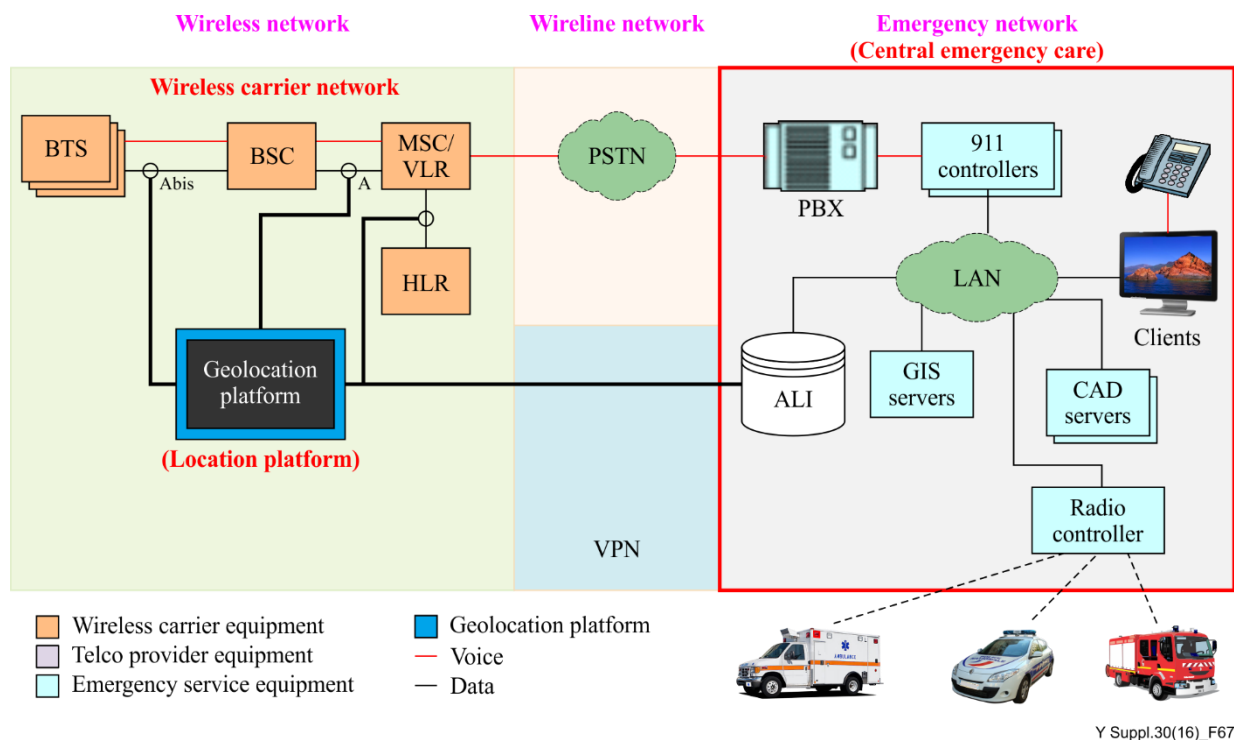 Wireless network
Wireline network
Emergency network
(Central emergency care)
Wireless carrier network
BTS
BSC
MSC/
VLR
Abis
A
HLR
PSTN
PBX
911
controllers
LAN
Clients
Geolocation
platform
(Location platform)
ALI
GIS
servers
CAD
servers
VPN
Radio
controller
Wireless carrier equipment
Telco provider equipment
Emergency service equipment
Geolocation platform
Voice
Data
AMBULANCE
Y Suppl.30(16)_F67